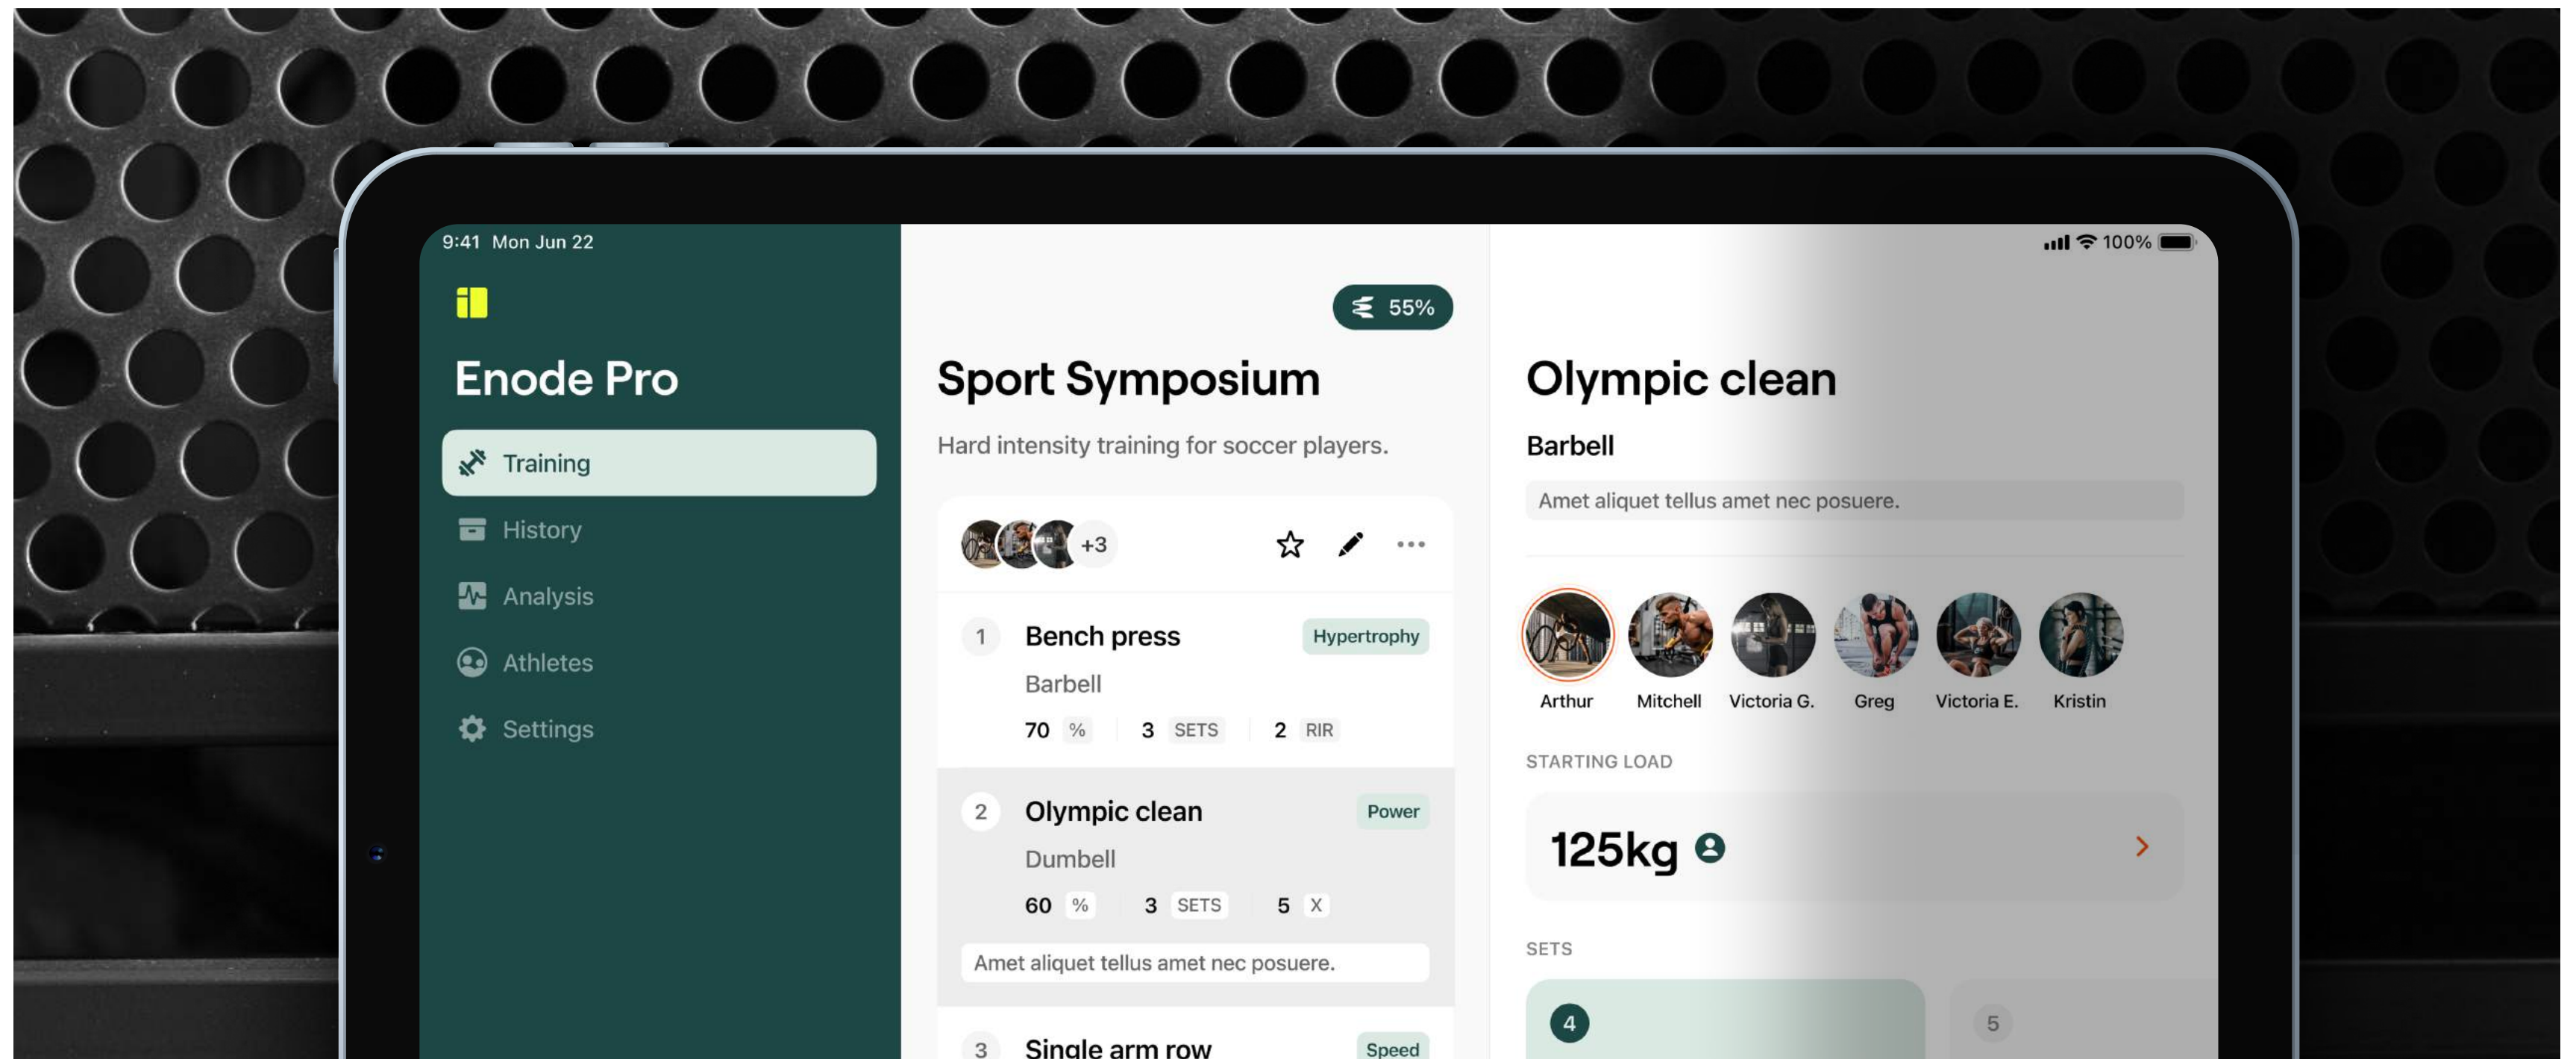 9:41 Mon Jun 22
100%
55%
Enode Pro
Training
History
Analysis
Athletes
Settings
Sport Symposium
Hard intensity training for soccer players.
+3
1 Bench press Hypertrophy
Barbell
70 % 3 SETS 2 RIR
2 Olympic clean Power
Dumbell
60 % 3 SETS 5 X
Amet aliquet tellus amet nec posuere.
3 Single arm row Speed
Olympic clean
Barbell
Amet aliquet tellus amet nec posuere.
Arthur Mitchell Victoria G. Greg Victoria E. Kristin
STARTING LOAD
125kg
SETS
4 5